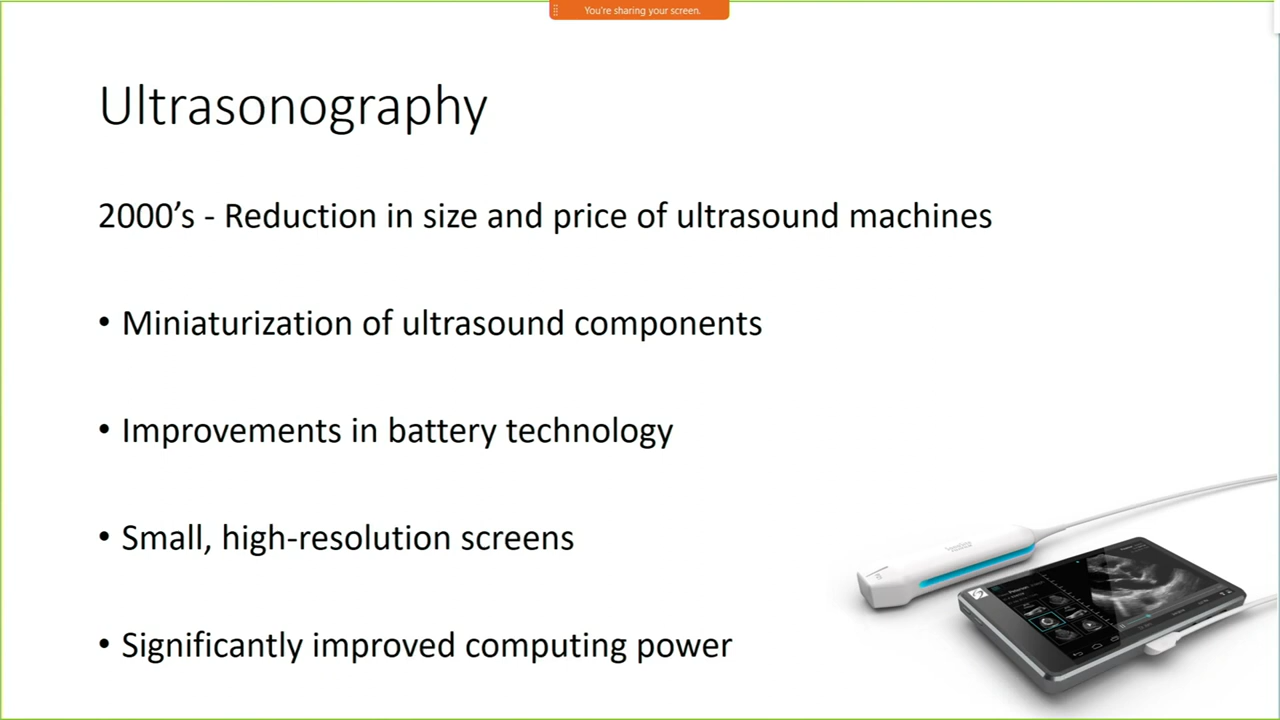 You're sharing your screen.
Ultrasonography
2000’s - Reduction in size and price of ultrasound machines
• Miniaturization of ultrasound components
• Improvements in battery technology
• Small, high-resolution screens
• Significantly improved computing power